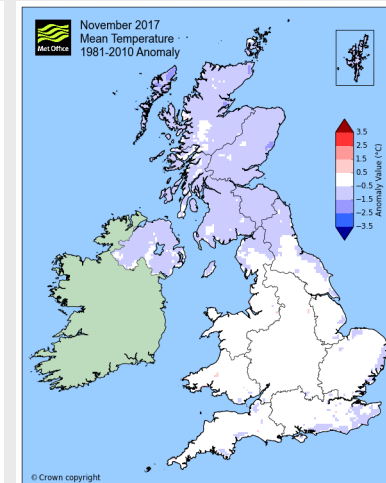 Met Office
November 2017
Mean Temperature
1981-2010 Anomaly
3.5
2.5
1.5
0.5
−0.5
−1.5
−2.5
−3.5
Anomaly Value (°C)
© Crown copyright